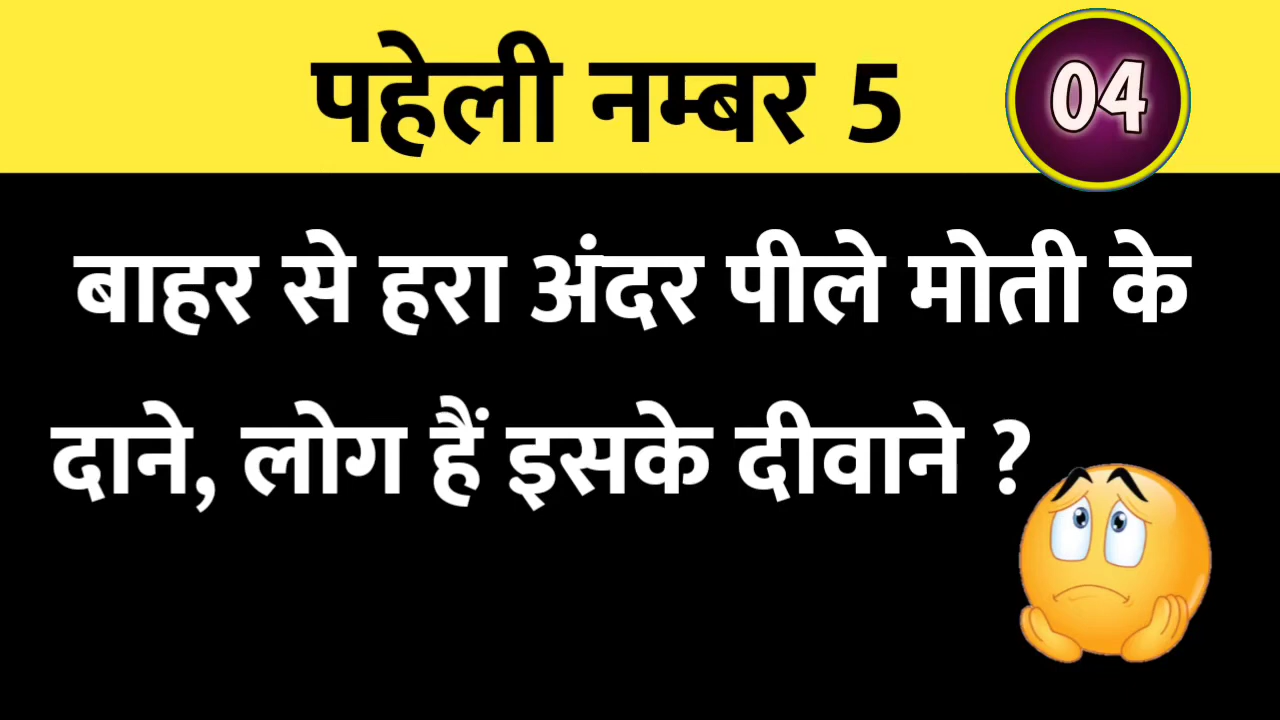 पहेली नम्बर 5
04
बाहर से हरा अंदर पीले मोती के
दाने, लोग हैं इसके दीवाने ?